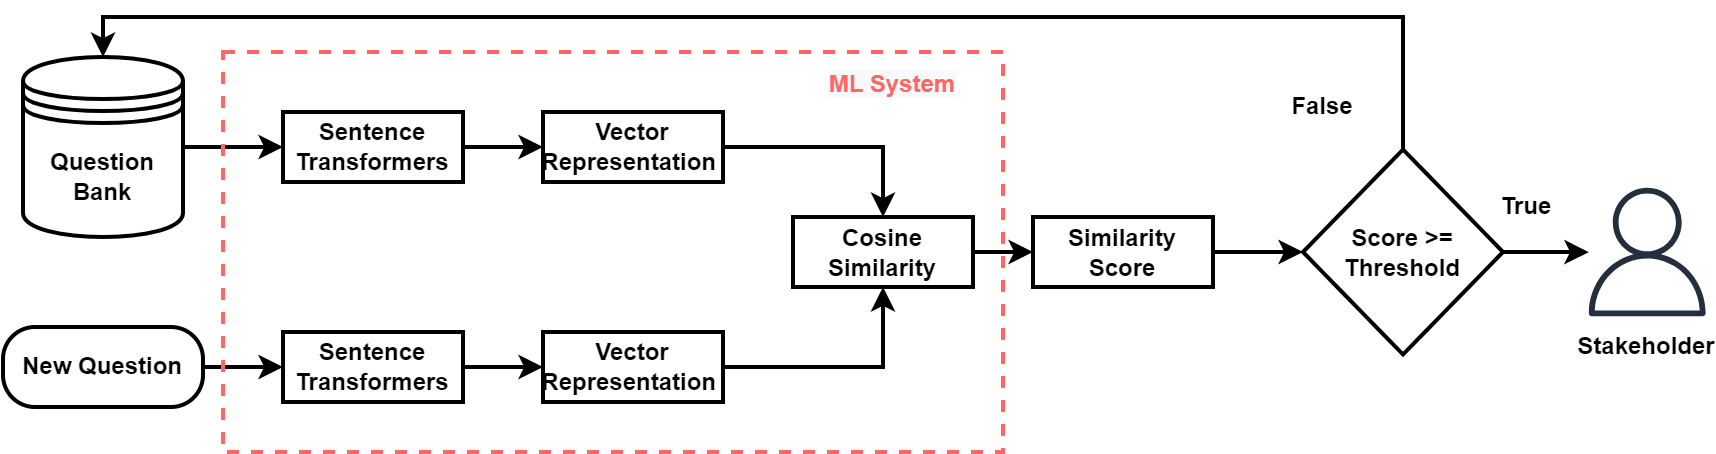 ML System
Question
Bank
Sentence
Transformers
Vector
Representation
Cosine
Similarity
Similarity
Score
Score >=
Threshold
False
True
Stakeholder
New Question
Sentence
Transformers
Vector
Representation